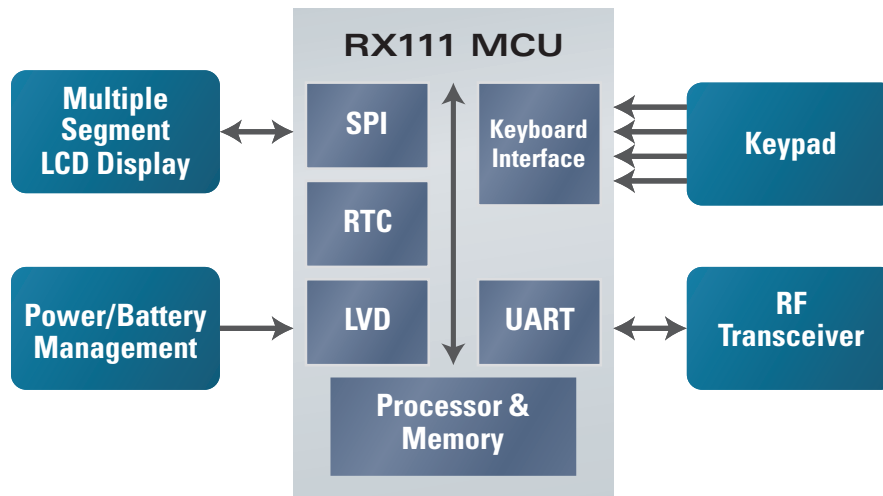 RX111 MCU
Multiple
Segment
LCD Display
SPI
Keyboard
Interface
Keypad
RTC
Power/Battery
Management
LVD
UART
RF
Transceiver
Processor &
Memory